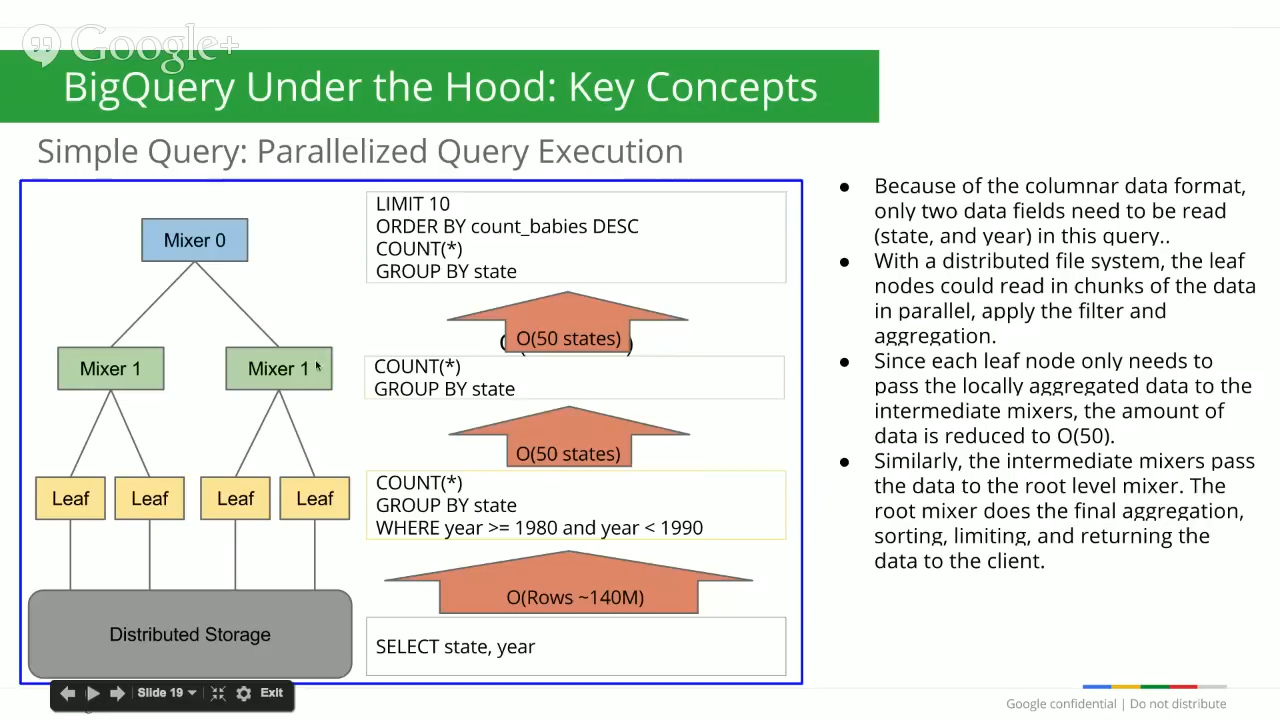 Google+
BigQuery Under the Hood: Key Concepts
Simple Query: Parallelized Query Execution
Mixer 0
Mixer 1
Mixer 1
Leaf
Leaf
Leaf
Leaf
Distributed Storage
LIMIT 10
ORDER BY count_babies DESC
COUNT(*)
GROUP BY state
O(50 states)
COUNT(*)
GROUP BY state
O(50 states)
COUNT(*)
GROUP BY state
WHERE year >= 1980 and year < 1990
O(Rows ~140M)
SELECT state, year
● Because of the columnar data format,
only two data fields need to be read
(state, and year) in this query..
● With a distributed file system, the leaf
nodes could read in chunks of the data
in parallel, apply the filter and
aggregation.
● Since each leaf node only needs to
pass the locally aggregated data to the
intermediate mixers, the amount of
data is reduced to O(50).
● Similarly, the intermediate mixers pass
the data to the root level mixer. The
root mixer does the final aggregation,
sorting, limiting, and returning the
data to the client.
Slide 19
Exit
Google confidential | Do not distribute